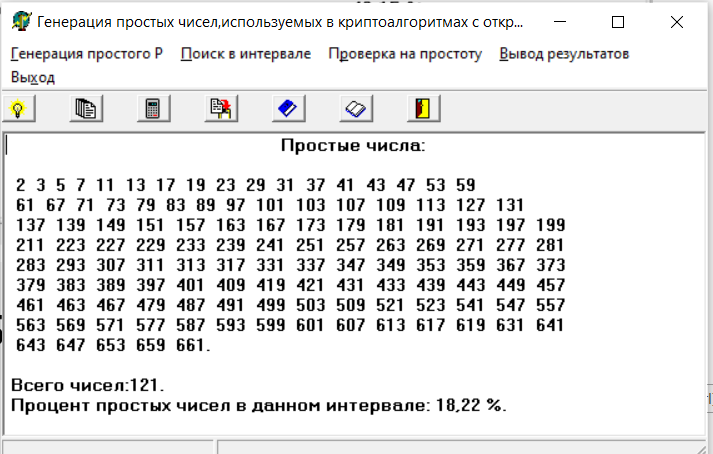 Генерация простых чисел,используемых в криптоалгоритмах с откр...
Генерация простого P Поиск в интервале Проверка на простоту Вывод результатов
Выход
Простые числа:
2 3 5 7 11 13 17 19 23 29 31 37 41 43 47 53 59
61 67 71 73 79 83 89 97 101 103 107 109 113 127 131
137 139 149 151 157 163 167 173 179 181 191 193 197 199
211 223 227 229 233 239 241 251 257 263 269 271 277 281
283 293 307 311 313 317 331 337 347 349 353 359 367 373
379 383 389 397 401 409 419 421 431 433 439 443 449 457
461 463 467 479 487 491 499 503 509 521 523 541 547 557
563 569 571 577 587 593 599 601 607 613 617 619 631 641
643 647 653 659 661.
Всего чисел:121.
Процент простых чисел в данном интервале: 18,22 %.